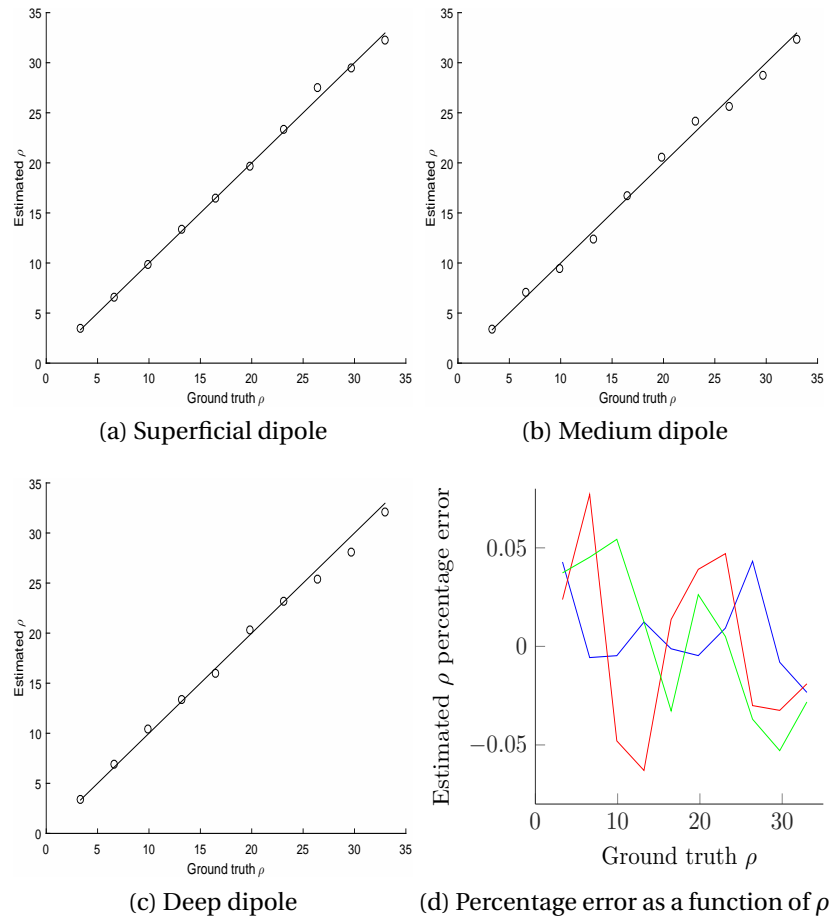 Estimated ρ
35
30
25
20
15
10
5
0
0 5 10 15 20 25 30 35
Ground truth ρ
(a) Superficial dipole
Estimated ρ
35
30
25
20
15
10
5
0
0 5 10 15 20 25 30 35
Ground truth ρ
(b) Medium dipole
Estimated ρ
35
30
25
20
15
10
5
0
0 5 10 15 20 25 30 35
Ground truth ρ
(c) Deep dipole
Estimated ρ percentage error
0.05
0
−0.05
0 10 20 30
Ground truth ρ
(d) Percentage error as a function of ρ